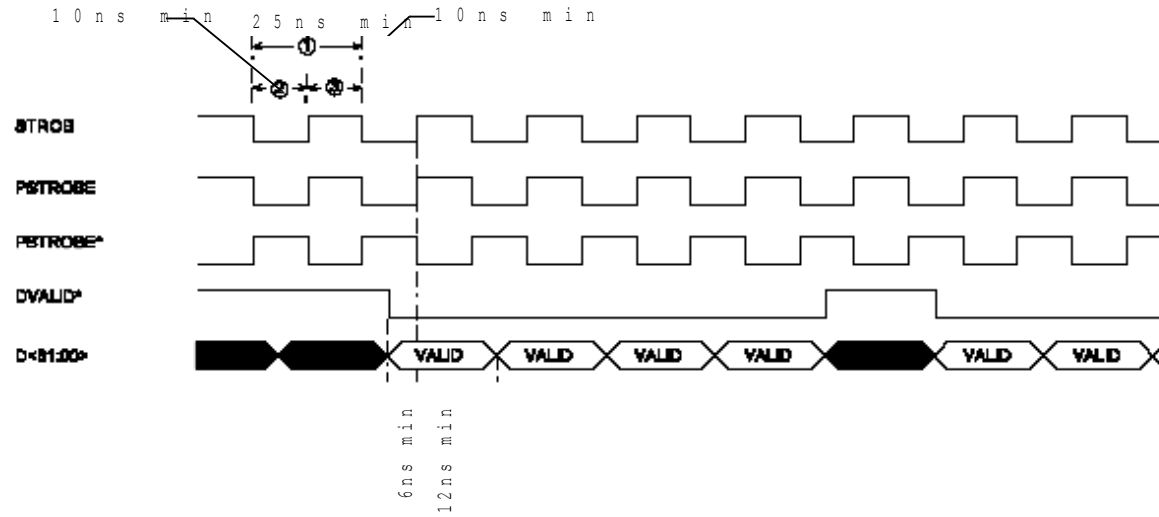 10ns min 25ns min 10ns min
①
② ③
STROB
PSTROBE
PSTROBE*
DVALID*
D<31:00>
VALID VALID VALID VALID VALID VALID
6ns min
12ns min